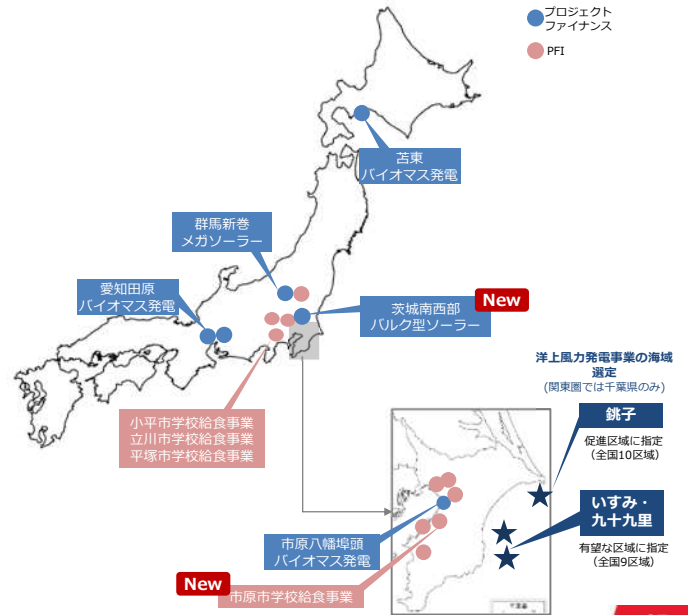 プロジェクト
ファイナンス
PFI
苫東
バイオマス発電
群馬新巻
メガソーラー
愛知田原
バイオマス発電
New
茨城南西部
バルク型ソーラー
洋上風力発電事業の海域
選定
(関東圏では千葉県のみ)
銚子
促進区域に指定
(全国10区域)
小平市学校給食事業
立川市学校給食事業
平塚市学校給食事業
いすみ・
九十九里
有望な区域に指定
(全国9区域)
市原八幡埠頭
バイオマス発電
New
市原市学校給食事業